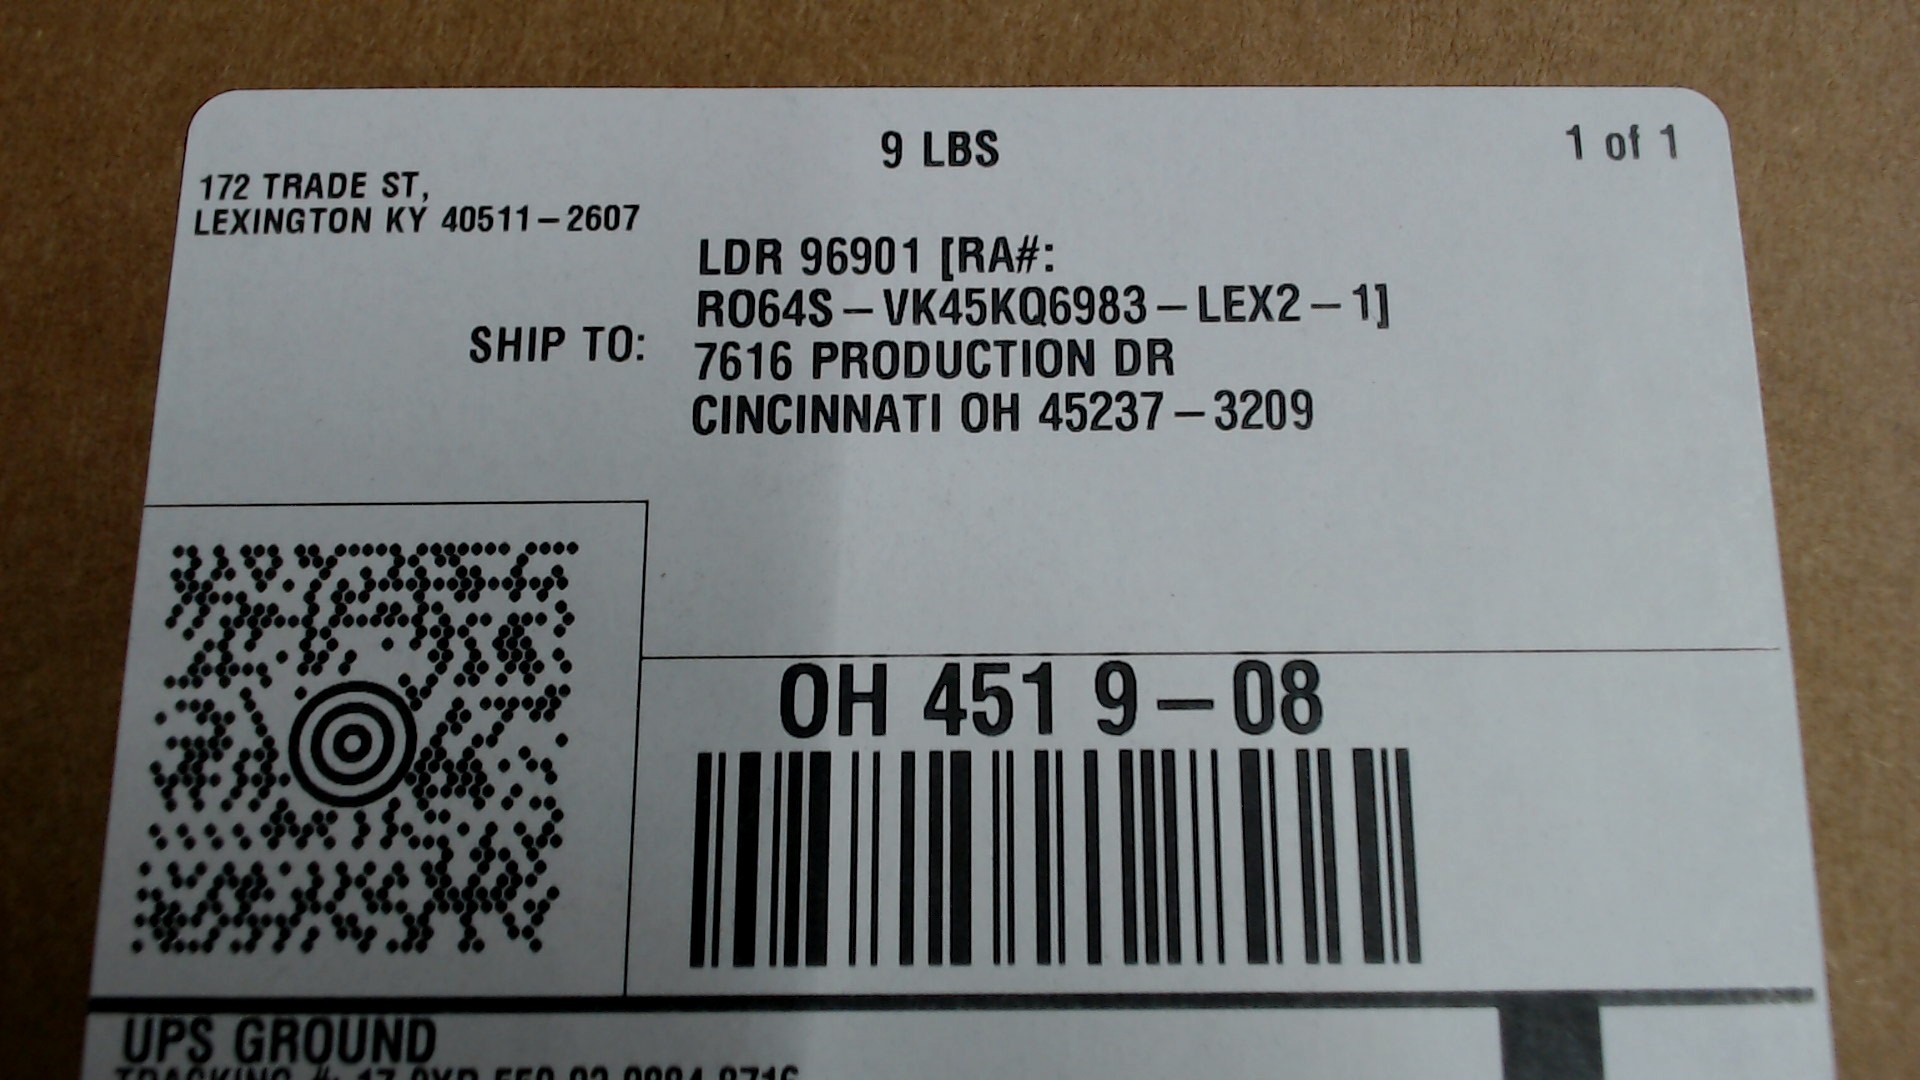 9 LBS
1 of 1
172 TRADE ST,
LEXINGTON KY 40511-2607
LDR 96901 [RA#:
RO64S-VK45KQ6983-LEX2-1]
SHIP TO:
7616 PRODUCTION DR
CINCINNATI OH 45237-3209
OH 451 9-08
UPS GROUND
TRACKING #: